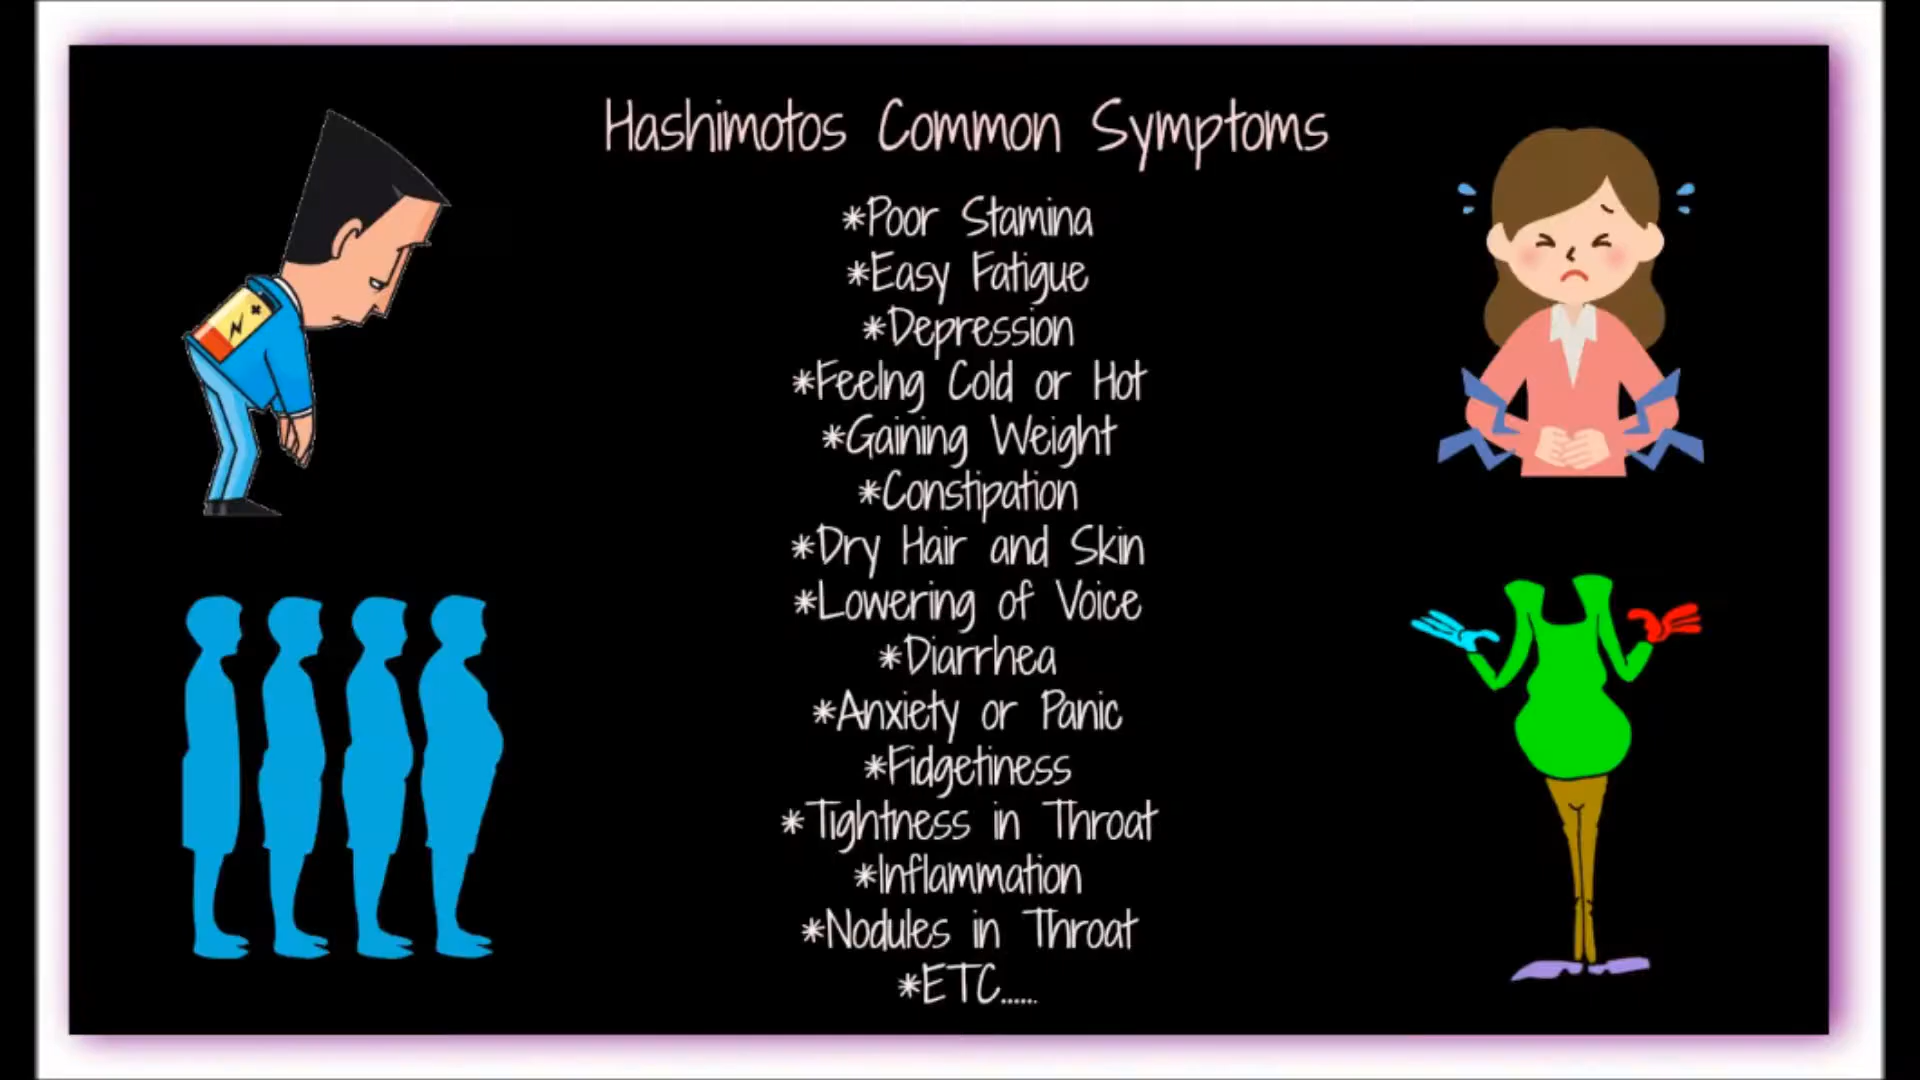 Hashimotos Common Symptoms
*Poor Stamina
*Easy Fatigue
*Depression
*Feelng Cold or Hot
*Gaining Weight
*Constipation
*Dry Hair and Skin
*Lowering of Voice
*Diarrhea
*Anxiety or Panic
*Fidgetiness
*Tightness in Throat
*Inflammation
*Nodules in Throat
*ETC......